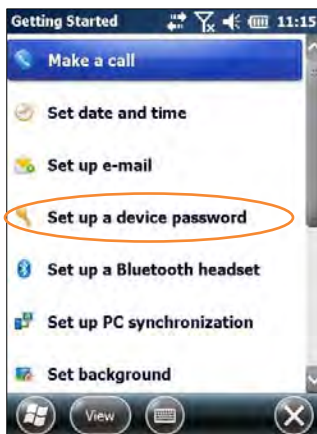 Getting Started 11:15
Make a call
Set date and time
Set up e-mail
Set up a device password
Set up a Bluetooth headset
Set up PC synchronization
Set background
View